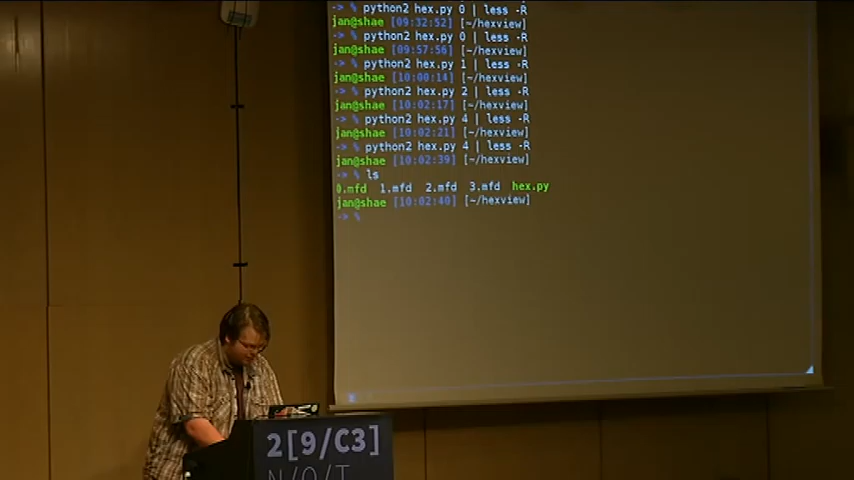 -> % python2 hex.py 0 | less -R
jan@shae [09:32:52] [~/hexview]
-> % python2 hex.py 0 | less -R
jan@shae [09:57:56] [~/hexview]
-> % python2 hex.py 1 | less -R
jan@shae [10:00:14] [~/hexview]
-> % python2 hex.py 2 | less -R
jan@shae [10:02:17] [~/hexview]
-> % python2 hex.py 4 | less -R
jan@shae [10:02:21] [~/hexview]
-> % python2 hex.py 4 | less -R
jan@shae [10:02:39] [~/hexview]
-> % ls
0.mfd 1.mfd 2.mfd 3.mfd hex.py
jan@shae [10:02:40] [~/hexview]
-> %
2[9/C3]
N/O/T